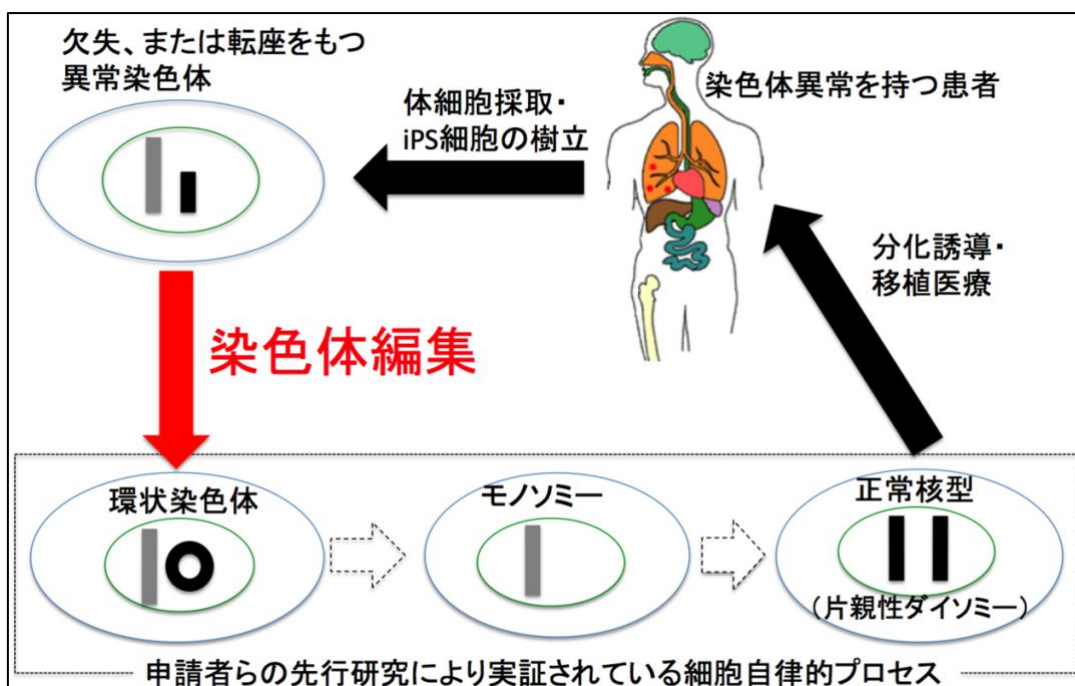 欠失、または転座をもつ
異常染色体
体細胞採取・
iPS細胞の樹立
染色体異常を持つ患者
分化誘導・
移植医療
染色体編集
環状染色体
モノソミー
正常核型
(片親性ダイソミー)
申請者らの先行研究により実証されている細胞自律的プロセス